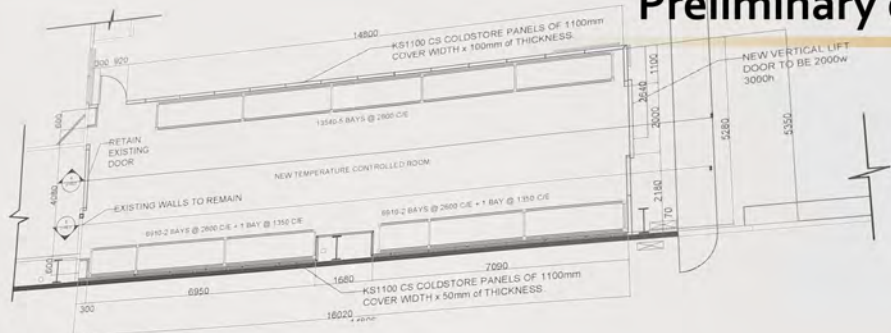 Preliminary
14800
KS1100 CS COLDSTORE PANELS OF 1100mm
COVER WIDTH x 100mm of THICKNESS.
300 920
NEW VERTICAL LIFT
DOOR TO BE 2000w
3000h
1100
2640
2000
5280
5350
2180
70
13540-5 BAYS @ 2600 C/E
600
RETAIN
EXISTING
DOOR
NEW TEMPERATURE CONTROLLED ROOM
4080
EXISTING WALLS TO REMAIN
6910-2 BAYS @ 2600 C/E + 1 BAY @ 1350 C/E
6910-2 BAYS @ 2600 C/E + 1 BAY @ 1350 C/E
600
300
6950
1680
7090
KS1100 CS COLDSTORE PANELS OF 1100mm
COVER WIDTH x 50mm of THICKNESS
16020